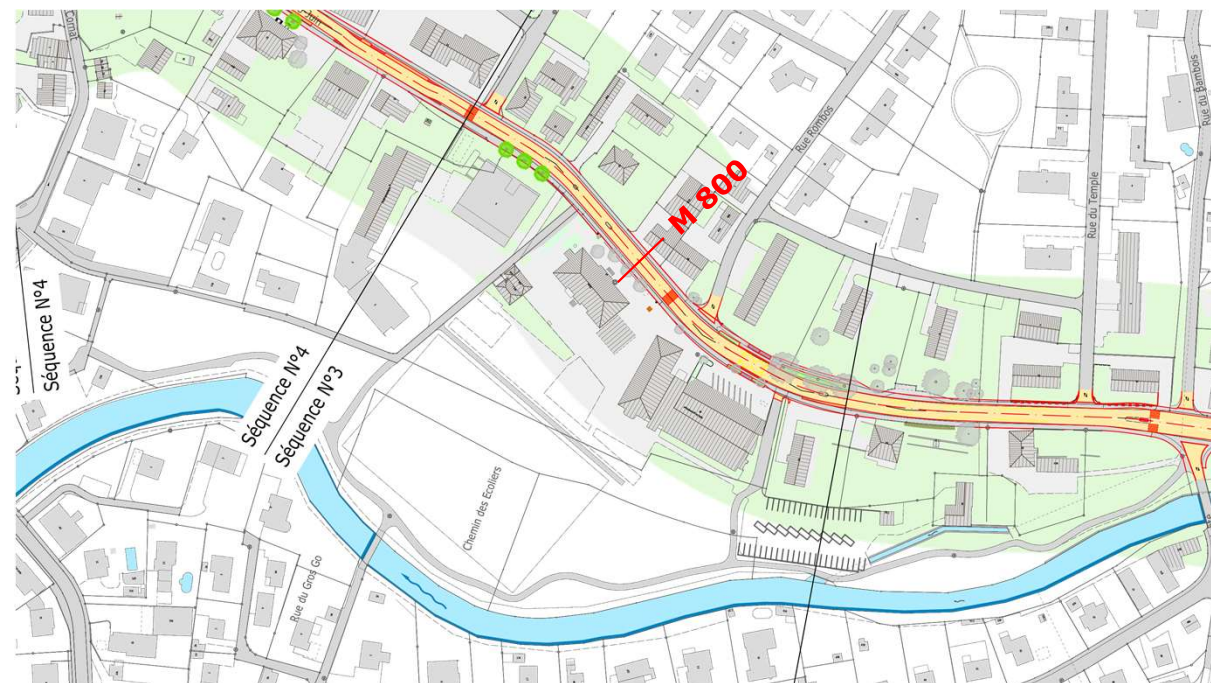 M 800
Rue Rombos
Rue du Temple
Rue du Bambois
Séquence N°4
Séquence N°4
Séquence N°3
Chemin des Ecoliers
Rue du Gros Go